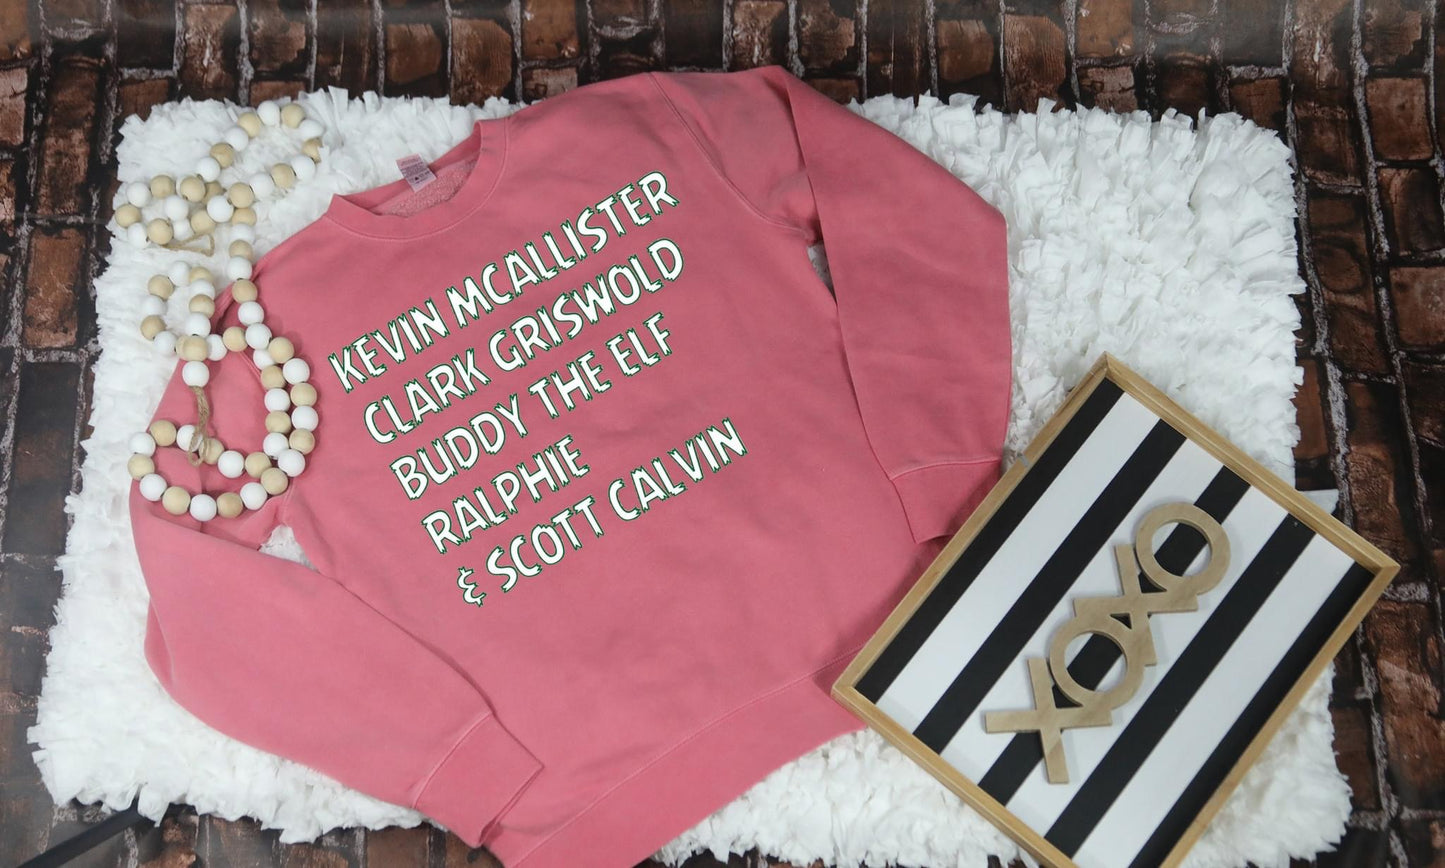 KEVIN MCALLISTER
CLARK GRISWOLD
BUDDY THE ELF
RALPHIE
& SCOTT CALVIN
XOXO